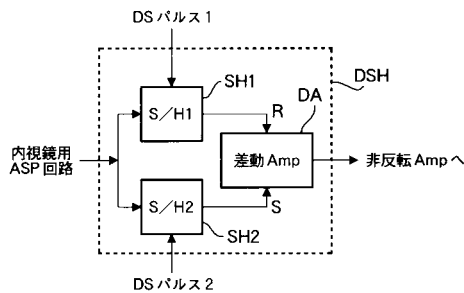 DSパルス1
SH1
DSH
S/H1
R
DA
内視鏡用
ASP回路
差動Amp
非反転Ampへ
S/H2
S
SH2
DSパルス2